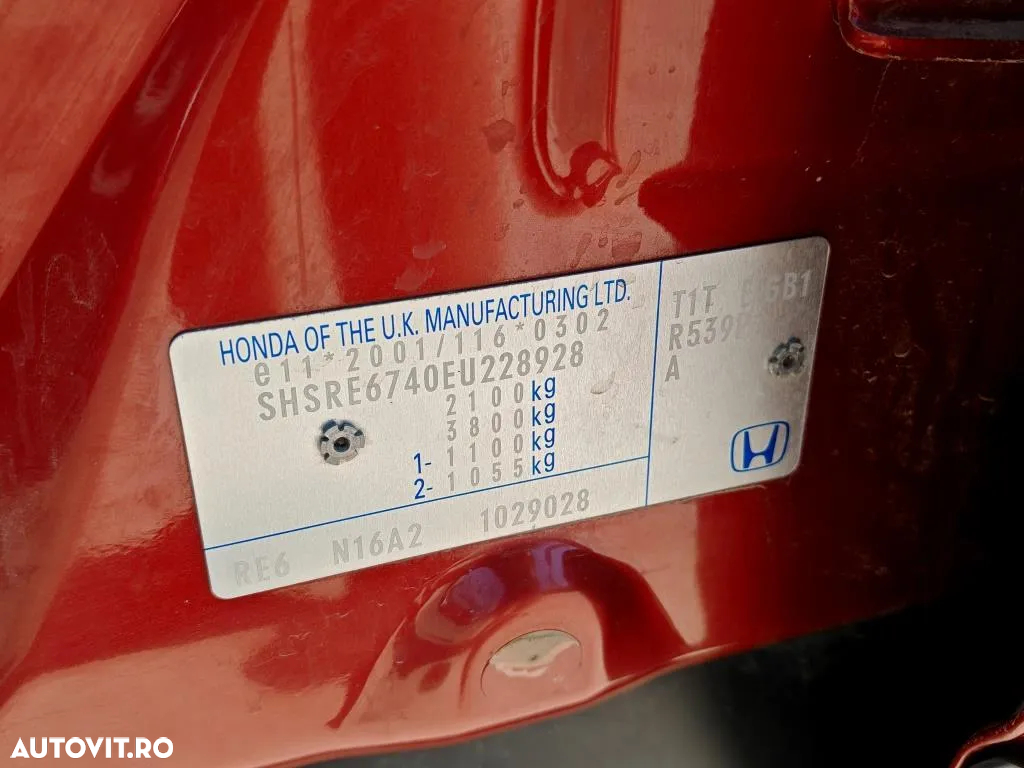 HONDA OF THE U.K. MANUFACTURING LTD.
e11*2001/116*0302
SHSRE6740EU228928
2100kg
3800kg
1- 1100kg
2- 1055kg
RE6 N16A2 1029028
T1T
A
AUTOVIT.RO